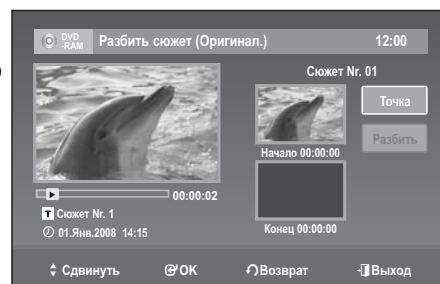 DVD -RAM Разбить сюжет (Оригинал.) 12:00
Сюжет Nr. 01
Точка
Разбить
Начало 00:00:00
00:00:02
T Сюжет Nr. 1
01.Янв.2008 14:15
Конец 00:00:00
Сдвинуть OK Возврат Выход